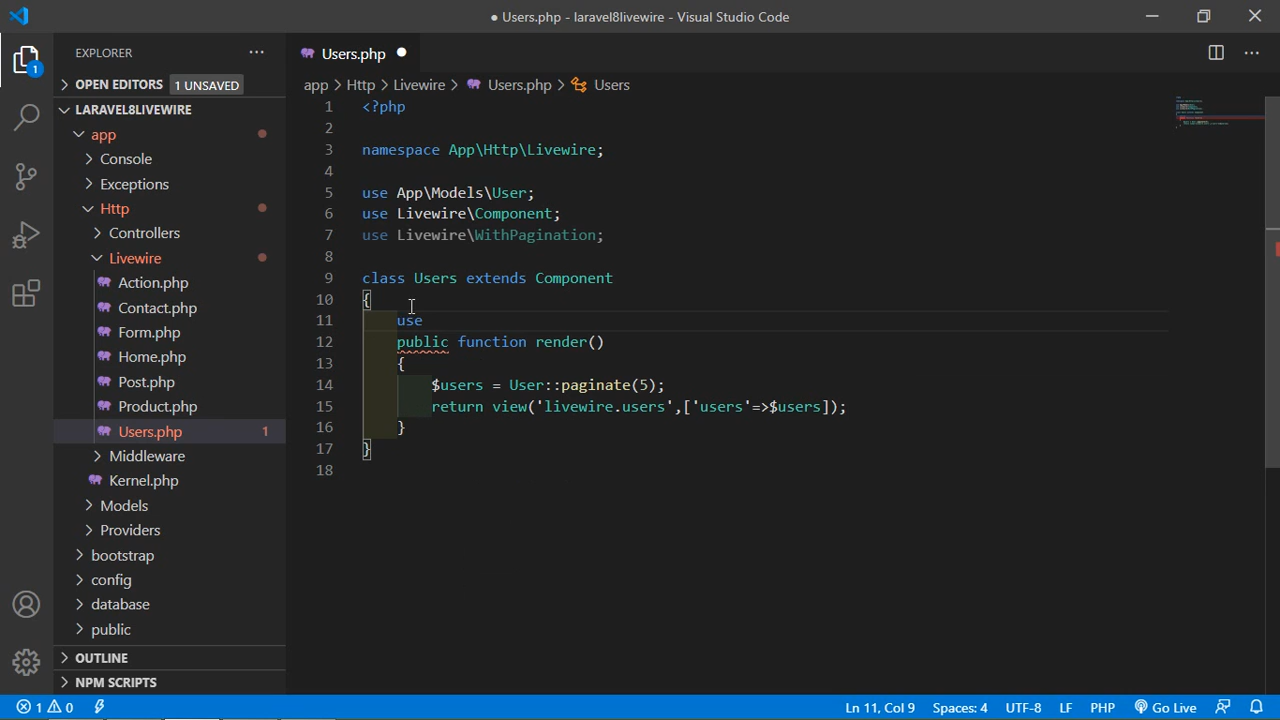 ● Users.php - laravel8livewire - Visual Studio Code
1
EXPLORER
OPEN EDITORS 1 UNSAVED
LARAVEL8LIVEWIRE
app
Console
Exceptions
Http
Controllers
Livewire
Action.php
Contact.php
Form.php
Home.php
Post.php
Product.php
Users.php 1
Middleware
Kernel.php
Models
Providers
bootstrap
config
database
public
OUTLINE
NPM SCRIPTS
Users.php
app > Http > Livewire > Users.php > Users
1 <?php
2
3 namespace App\Http\Livewire;
4
5 use App\Models\User;
6 use Livewire\Component;
7 use Livewire\WithPagination;
8
9 class Users extends Component
10 {
11 use
12 public function render()
13 {
14 $users = User::paginate(5);
15 return view('livewire.users',['users'=>$users]);
16 }
17 }
18
1 0
Ln 11, Col 9 Spaces: 4 UTF-8 LF PHP Go Live